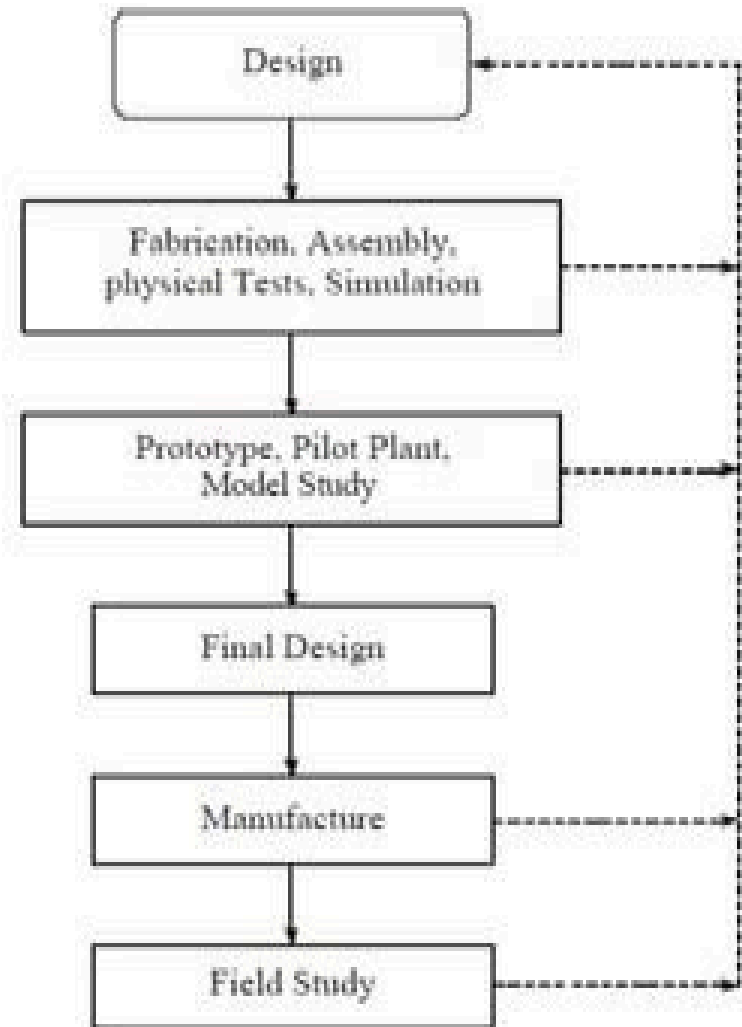 Design
Fabrication, Assembly,
physical Tests, Simulation
Prototype, Pilot Plant,
Model Study
Final Design
Manufacture
Field Study